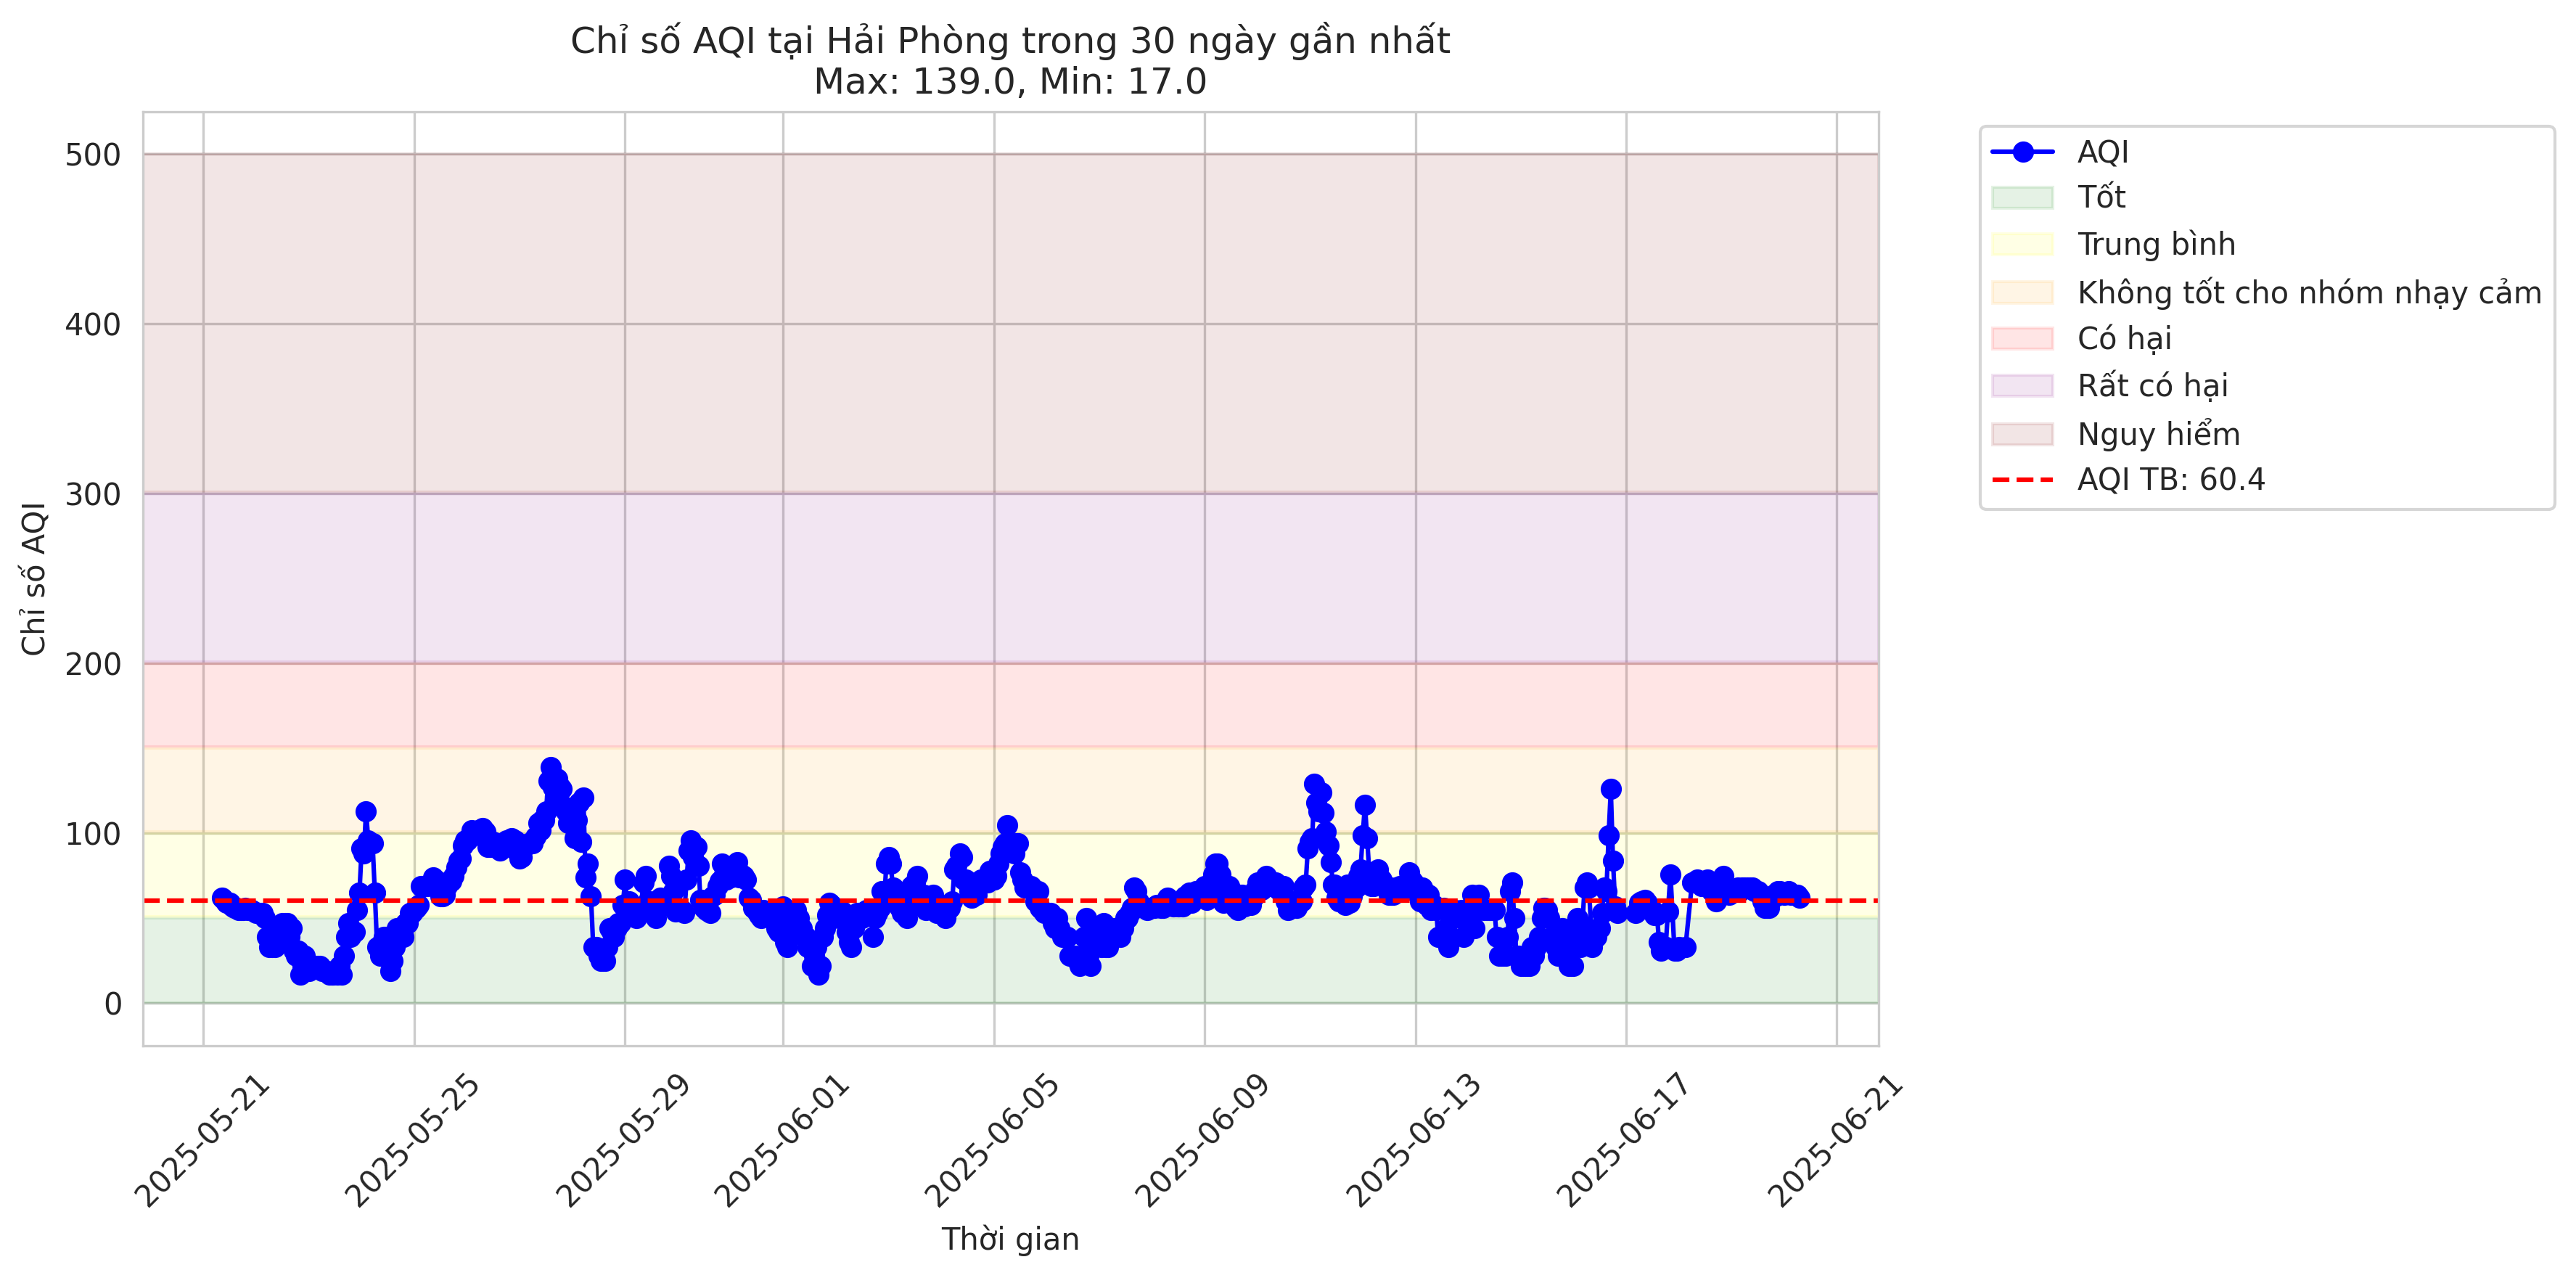 Chỉ số AQI tại Hải Phòng trong 30 ngày gần nhất
Max: 139.0, Min: 17.0
Chỉ số AQI
500
400
300
200
100
0
2025-05-21
2025-05-25
2025-05-29
2025-06-01
2025-06-05
2025-06-09
2025-06-13
2025-06-17
2025-06-21
Thời gian
AQI
Tốt
Trung bình
Không tốt cho nhóm nhạy cảm
Có hại
Rất có hại
Nguy hiểm
AQI TB: 60.4